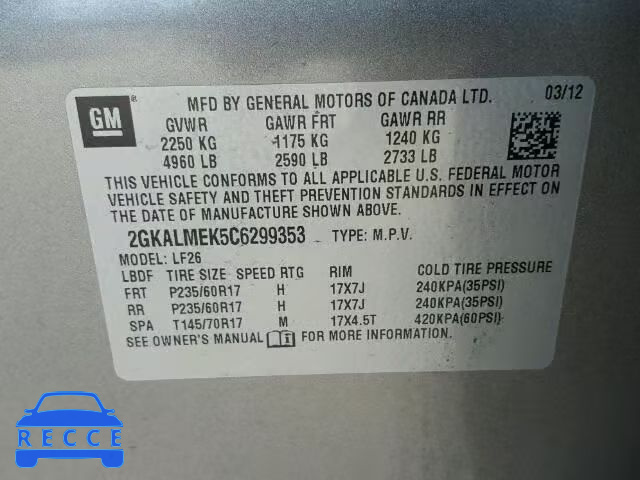 GM
®
MFD BY GENERAL MOTORS OF CANADA LTD. 03/12
GVWR GAWR FRT GAWR RR
2250 KG 1175 KG 1240 KG
4960 LB 2590 LB 2733 LB
THIS VEHICLE CONFORMS TO ALL APPLICABLE U.S. FEDERAL MOTOR
VEHICLE SAFETY AND THEFT PREVENTION STANDARDS IN EFFECT ON
THE DATE OF MANUFACTURE SHOWN ABOVE.
2GKALMEK5C6299353 TYPE: M.P.V.
MODEL: LF26
LBDF TIRE SIZE SPEED RTG RIM COLD TIRE PRESSURE
FRT P235/60R17 H 17X7J 240KPA(35PSI)
RR P235/60R17 H 17X7J 240KPA(35PSI)
SPA T145/70R17 M 17X4.5T 420KPA(60PSI)
SEE OWNER'S MANUAL FOR MORE INFORMATION.
RECCE